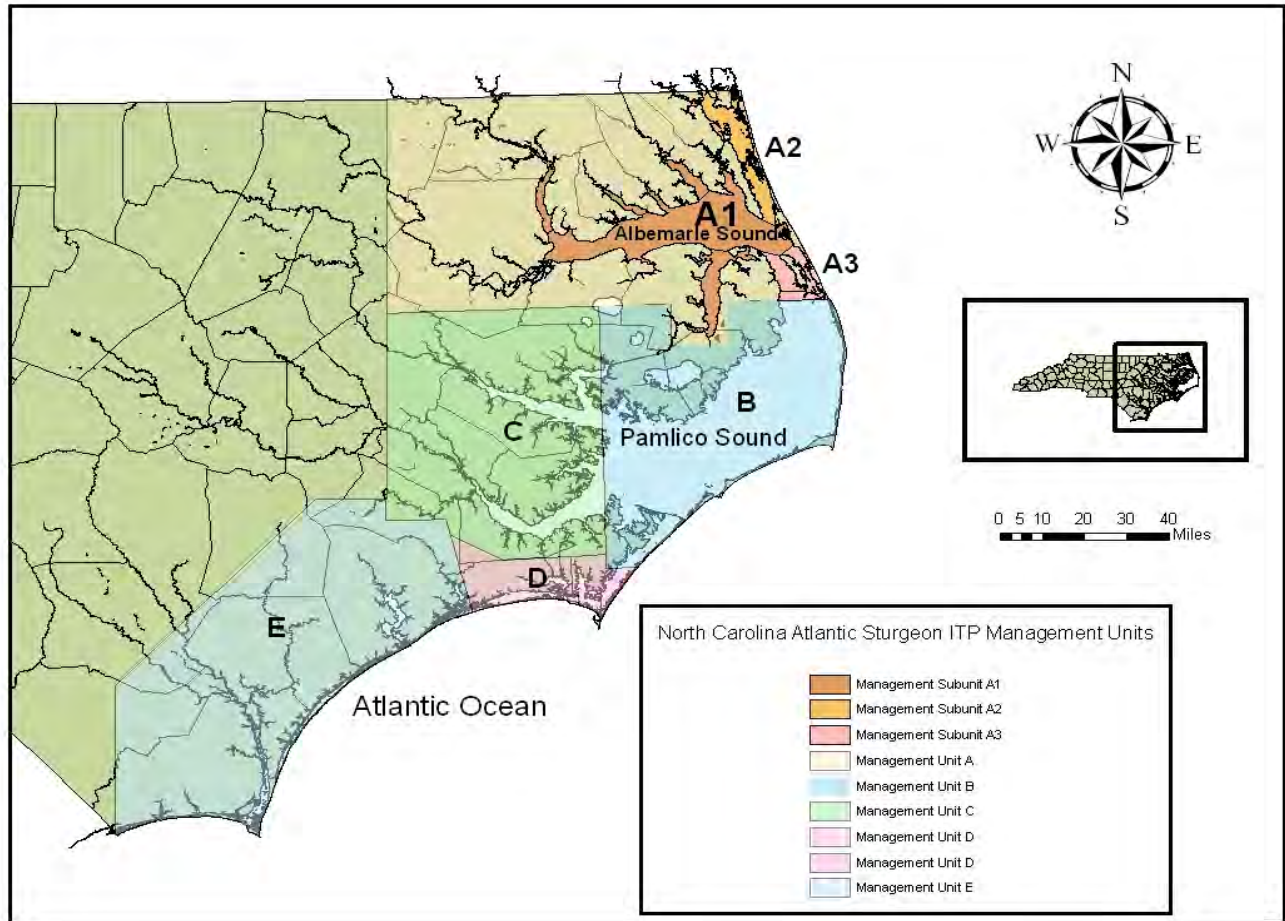 N
W E
S
A2
A1
Albemarle Sound
A3
B
Pamlico Sound
C
D
E
Atlantic Ocean
0 5 10 20 30 40
Miles
North Carolina Atlantic Sturgeon ITP Management Units
Management Subunit A1
Management Subunit A2
Management Subunit A3
Management Unit A
Management Unit B
Management Unit C
Management Unit D
Management Unit D
Management Unit E